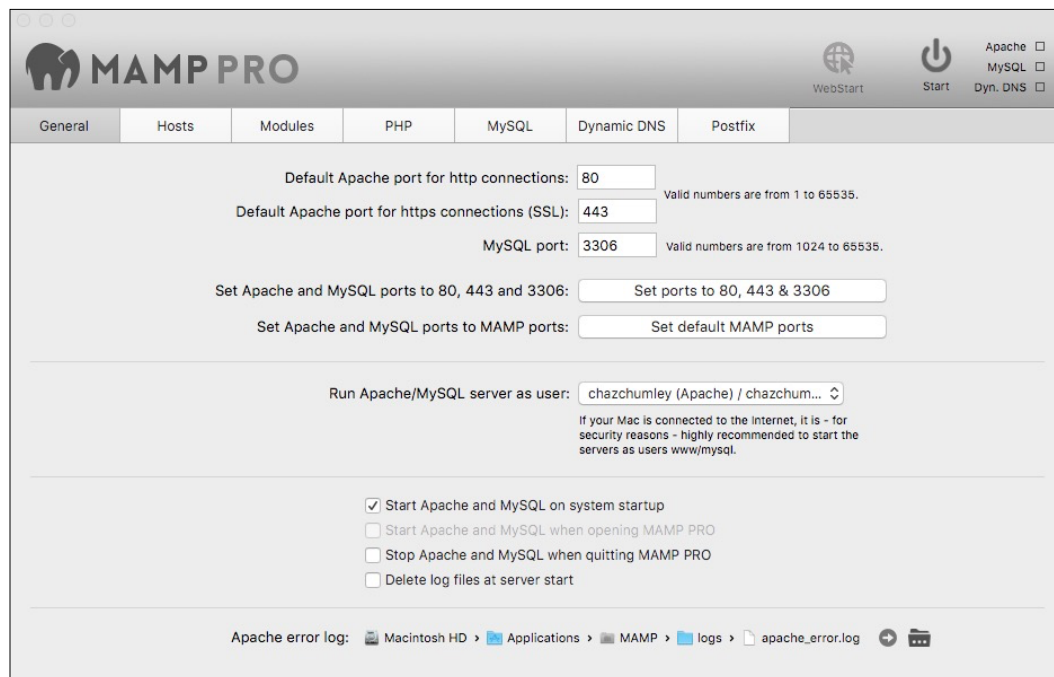 MAMP PRO
WebStart
Start
Apache
MySQL
Dyn. DNS
General Hosts Modules PHP MySQL Dynamic DNS Postfix
Default Apache port for http connections: 80
Valid numbers are from 1 to 65535.
Default Apache port for https connections (SSL): 443
MySQL port: 3306 Valid numbers are from 1024 to 65535.
Set Apache and MySQL ports to 80, 443 and 3306: Set ports to 80, 443 & 3306
Set Apache and MySQL ports to MAMP ports: Set default MAMP ports
Run Apache/MySQL server as user: chazchumley (Apache) / chazchum...
If your Mac is connected to the Internet, it is - for
security reasons - highly recommended to start the
servers as users www/mysql.
Start Apache and MySQL on system startup
Start Apache and MySQL when opening MAMP PRO
Stop Apache and MySQL when quitting MAMP PRO
Delete log files at server start
Apache error log: Macintosh HD › Applications › MAMP › logs › apache_error.log